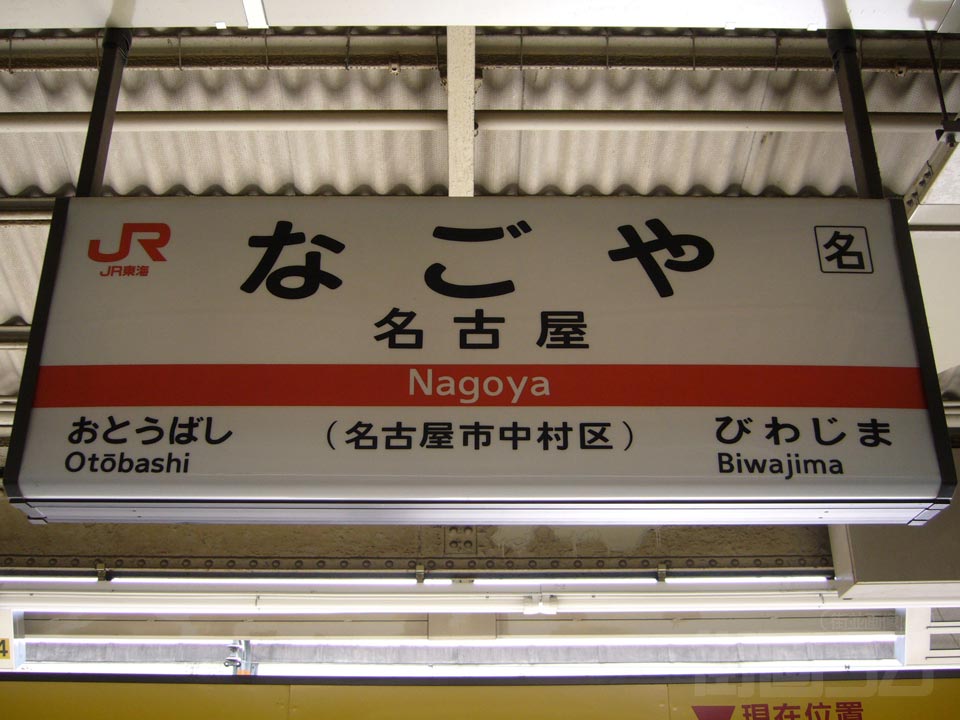 JR
JR東海
なごや
名
名古屋
Nagoya
おとうばし
Otōbashi
(名古屋市中村区)
びわじま
Biwajima
4
現在位置